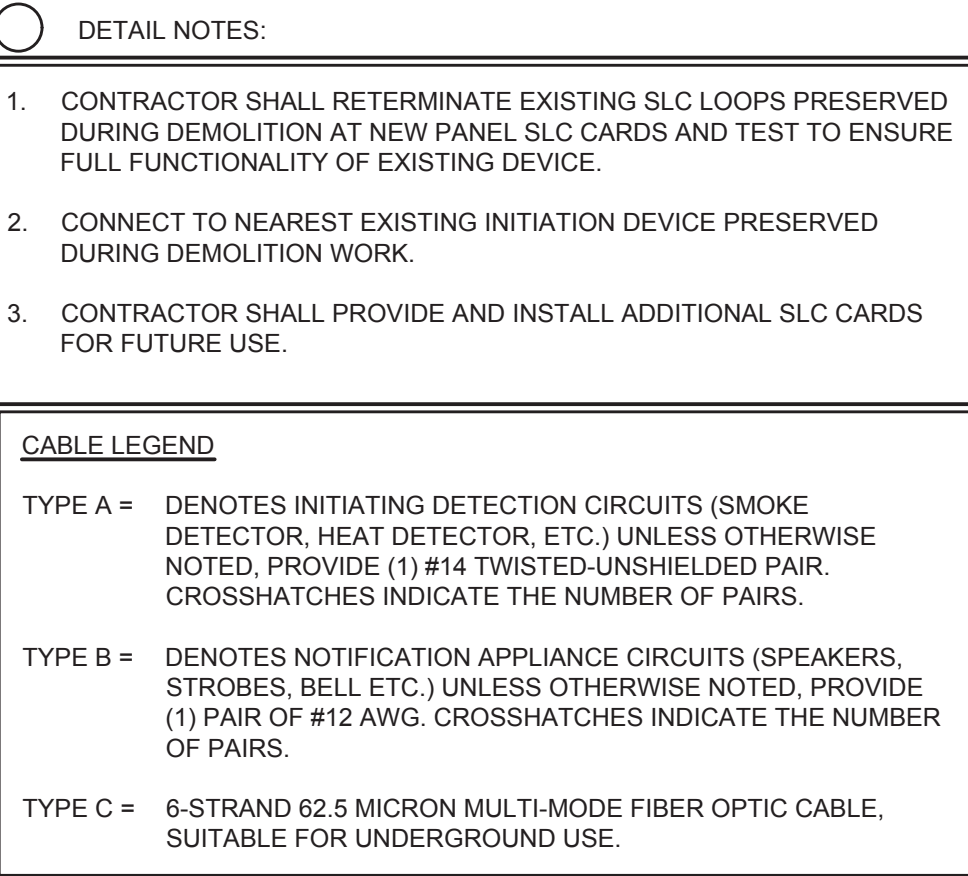 DETAIL NOTES:
1. CONTRACTOR SHALL RETERMINATE EXISTING SLC LOOPS PRESERVED
DURING DEMOLITION AT NEW PANEL SLC CARDS AND TEST TO ENSURE
FULL FUNCTIONALITY OF EXISTING DEVICE.
2. CONNECT TO NEAREST EXISTING INITIATION DEVICE PRESERVED
DURING DEMOLITION WORK.
3. CONTRACTOR SHALL PROVIDE AND INSTALL ADDITIONAL SLC CARDS
FOR FUTURE USE.
CABLE LEGEND
TYPE A = DENOTES INITIATING DETECTION CIRCUITS (SMOKE
DETECTOR, HEAT DETECTOR, ETC.) UNLESS OTHERWISE
NOTED, PROVIDE (1) #14 TWISTED-UNSHIELDED PAIR.
CROSSHATCHES INDICATE THE NUMBER OF PAIRS.
TYPE B = DENOTES NOTIFICATION APPLIANCE CIRCUITS (SPEAKERS,
STROBES, BELL ETC.) UNLESS OTHERWISE NOTED, PROVIDE
(1) PAIR OF #12 AWG. CROSSHATCHES INDICATE THE NUMBER
OF PAIRS.
TYPE C = 6-STRAND 62.5 MICRON MULTI-MODE FIBER OPTIC CABLE,
SUITABLE FOR UNDERGROUND USE.